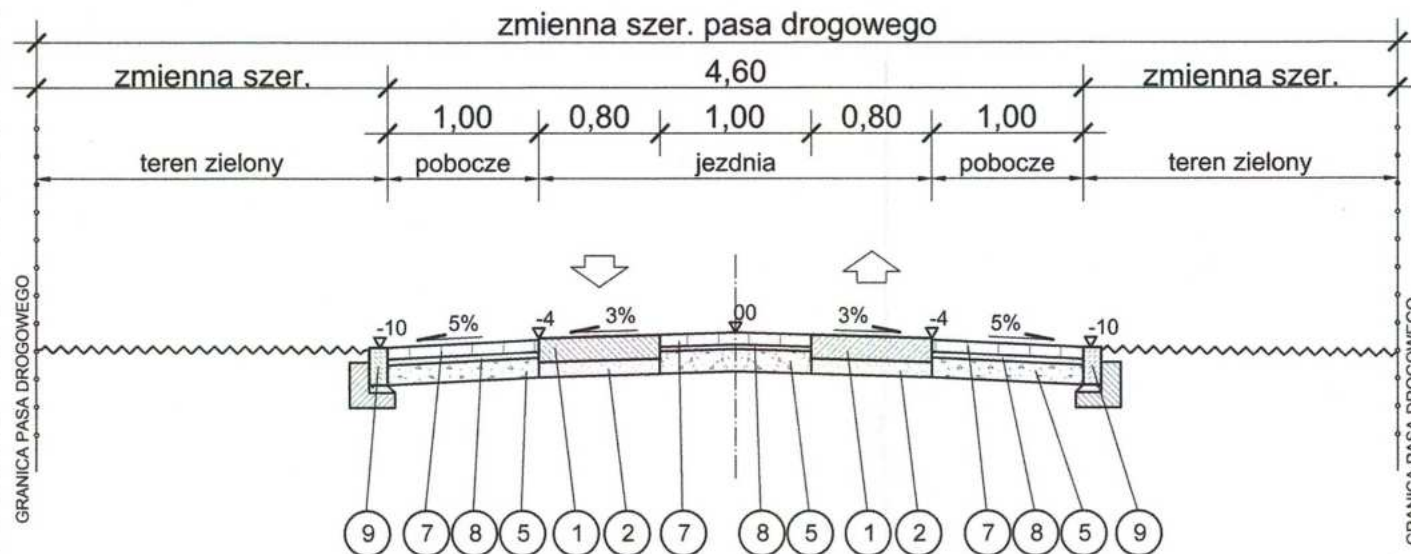 zmienna szer. pasa drogowego
zmienna szer. 4,60 zmienna szer.
1,00 0,80 1,00 0,80 1,00
teren zielony pobocze jezdnia pobocze teren zielony
GRANICA PASA DROGOWEGO
-10 5% -4 3% 00 3% -4 5% -10
GRANICA PASA DROGOWEGO
9 7 8 5 1 2 7 8 5 1 2 7 8 5 9